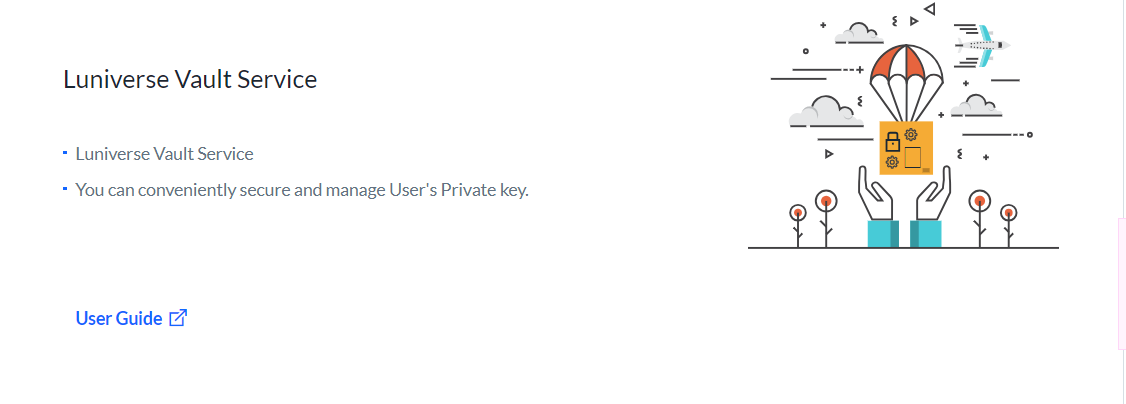 Luniverse Vault Service
Luniverse Vault Service
You can conveniently secure and manage User's Private key.
User Guide